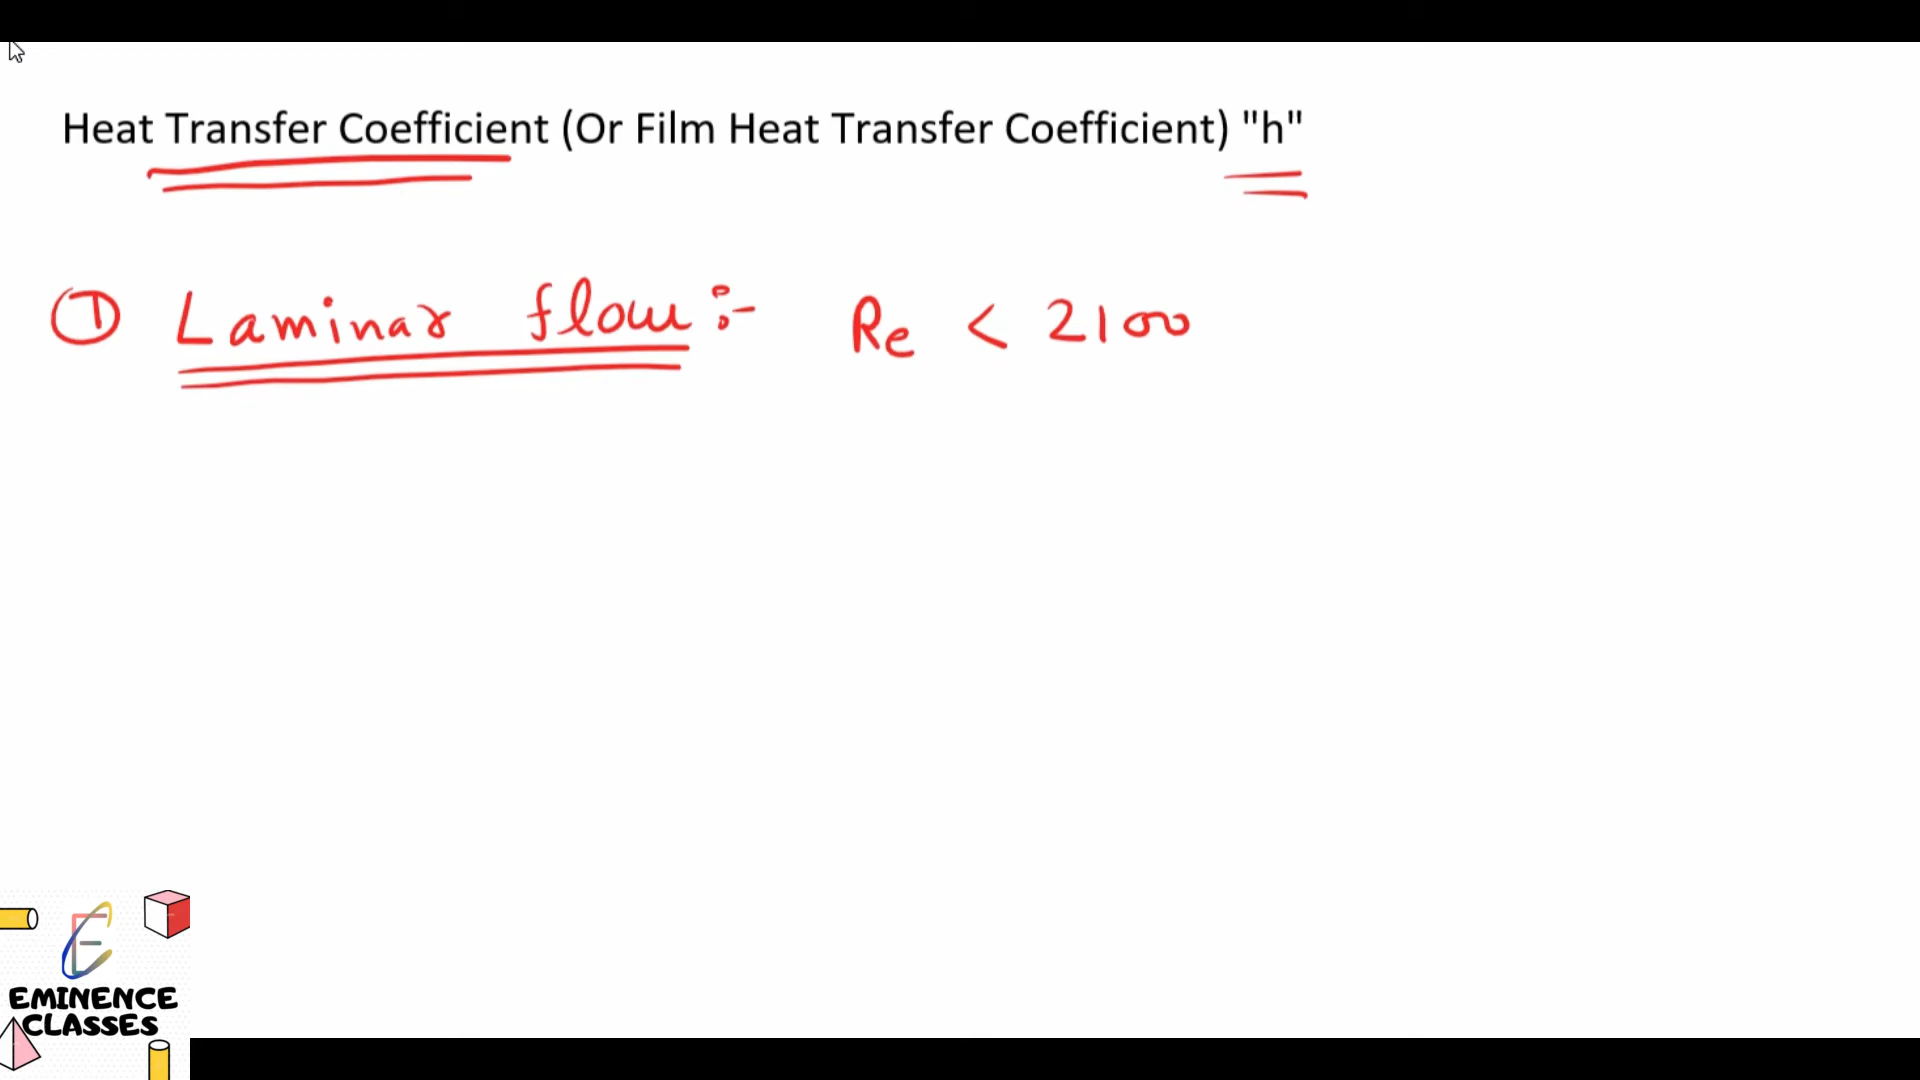 Heat Transfer Coefficient (Or Film Heat Transfer Coefficient) "h"
① Laminar flow :- Re < 2100
EMINENCE
CLASSES